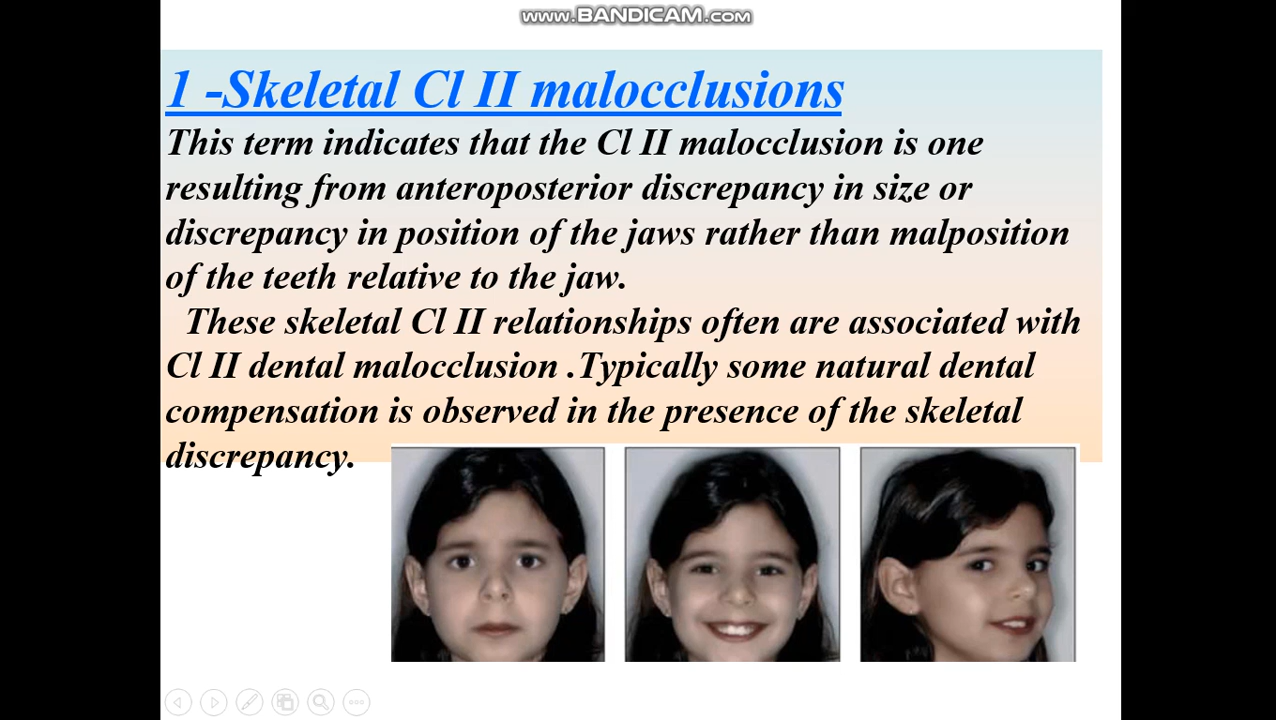 www.BANDICAM.com
1 -Skeletal Cl II malocclusions
This term indicates that the Cl II malocclusion is one
resulting from anteroposterior discrepancy in size or
discrepancy in position of the jaws rather than malposition
of the teeth relative to the jaw.
These skeletal Cl II relationships often are associated with
Cl II dental malocclusion .Typically some natural dental
compensation is observed in the presence of the skeletal
discrepancy.